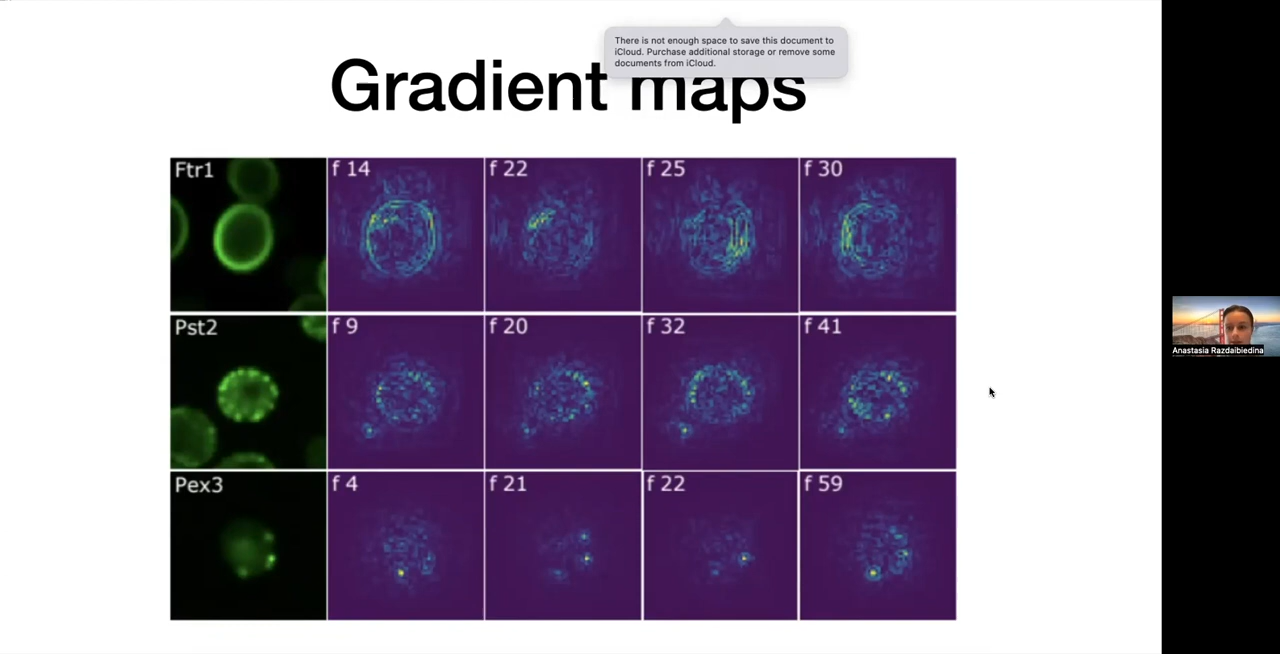 There is not enough space to save this document to
iCloud. Purchase additional storage or remove some
documents from iCloud.
Gradient maps
Ftr1
f 14
f 22
f 25
f 30
Pst2
f 9
f 20
f 32
f 41
Pex3
f 4
f 21
f 22
f 59
Anastasia Razdaibiedina